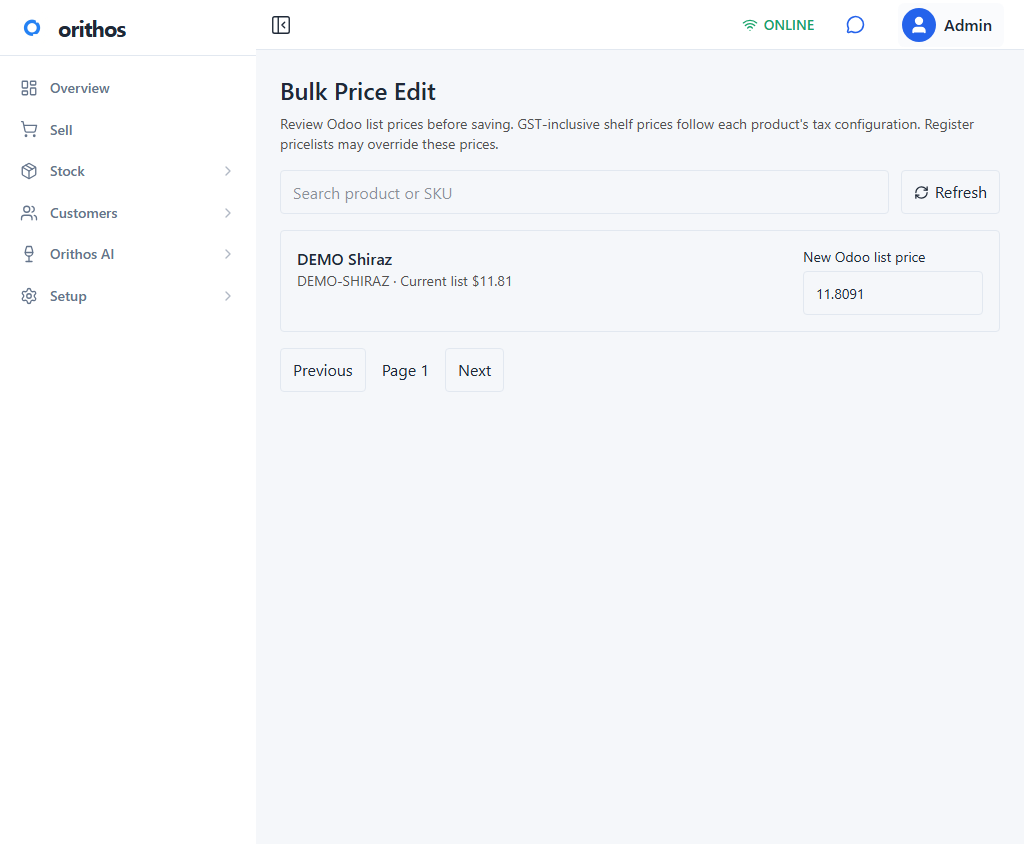 orithos
ONLINE
Admin
Overview
Sell
Stock
Customers
Orithos AI
Setup
Bulk Price Edit
Review Odoo list prices before saving. GST-inclusive shelf prices follow each product's tax configuration. Register
pricelists may override these prices.
Search product or SKU
Refresh
DEMO Shiraz
DEMO-SHIRAZ · Current list $11.81
New Odoo list price
11.8091
Previous
Page 1
Next